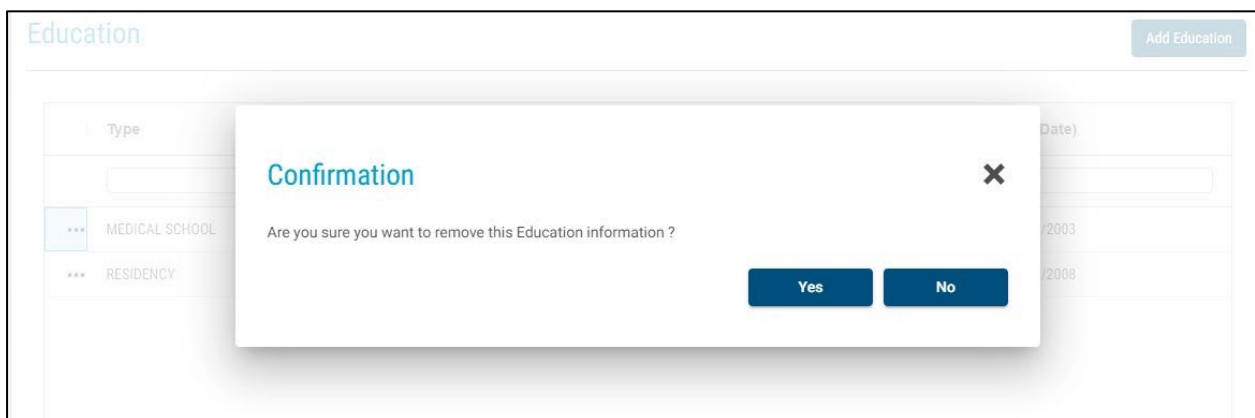 Education
Add Education
Type
Date)
Confirmation
Are you sure you want to remove this Education information ?
MEDICAL SCHOOL
/2003
RESIDENCY
/2008
Yes No